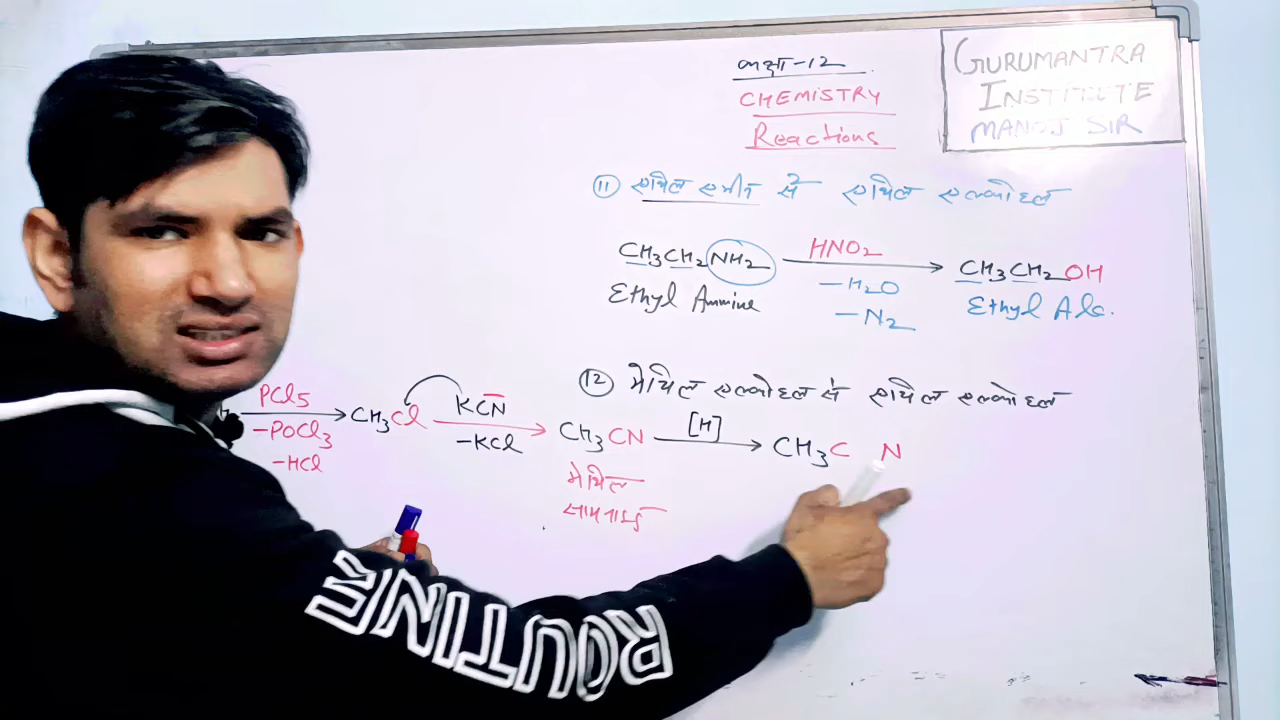 कक्षा-12
CHEMISTRY
Reactions
GURUMANTRA
INSTITUTE
MANOJ SIR
⑪ एथिल एमीन से एथिल एल्कोहल
CH₃CH₂NH₂ HNO₂ CH₃CH₂OH
-H₂O
-N₂
Ethyl Ammine Ethyl Alc.
⑫ मेथिल एल्कोहल से एथिल एल्कोहल
PCl₅ CH₃Cl KCN̅ CH₃CN [H] CH₃C N
-POCl₃ -KCl
-HCl
मेथिल
सायनाइड
ROUTINE